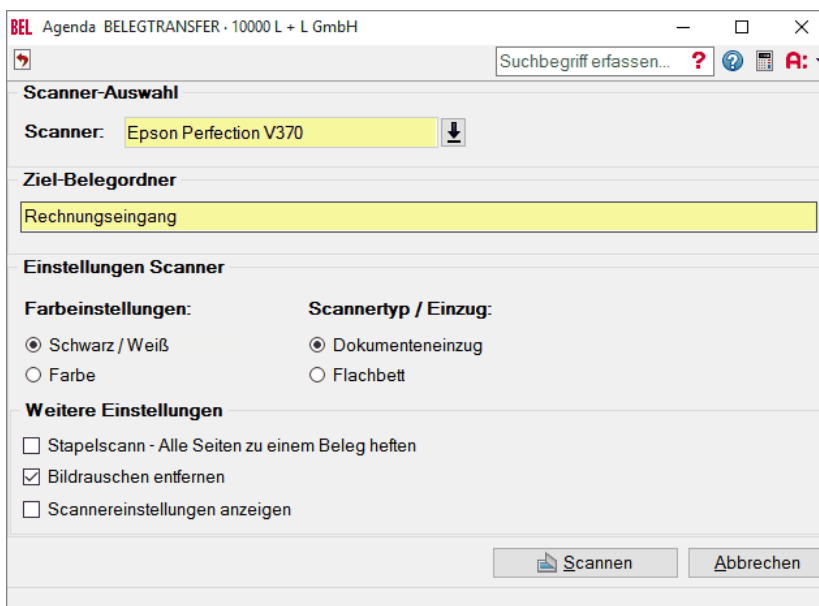 BEL Agenda BELEGTRANSFER · 10000 L + L GmbH
Suchbegriff erfassen... ? ? A:
Scanner-Auswahl
Scanner: Epson Perfection V370
Ziel-Belegordner
Rechnungseingang
Einstellungen Scanner
Farbeinstellungen: Scannertyp / Einzug:
Schwarz / Weiß Dokumenteneinzug
Farbe Flachbett
Weitere Einstellungen
Stapelscann - Alle Seiten zu einem Beleg heften
Bildrauschen entfernen
Scannereinstellungen anzeigen
Scannen Abbrechen